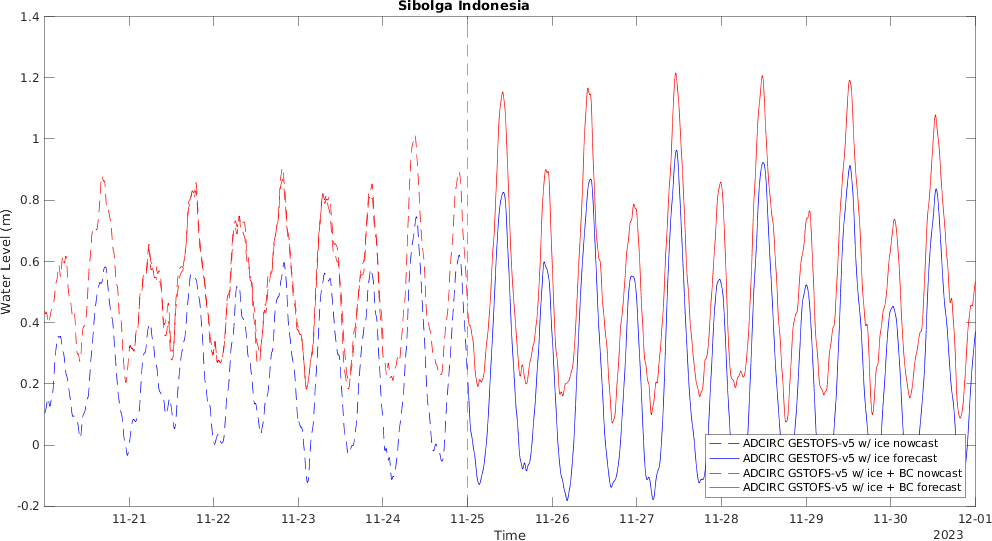 Sibolga Indonesia
1.4
1.2
1
0.8
0.6
0.4
0.2
0
-0.2
Water Level (m)
ADCIRC GESTOFS-v5 w/ ice nowcast
ADCIRC GESTOFS-v5 w/ ice forecast
ADCIRC GSTOFS-v5 w/ ice + BC nowcast
ADCIRC GSTOFS-v5 w/ ice + BC forecast
11-21 11-22 11-23 11-24 11-25 11-26 11-27 11-28 11-29 11-30 12-01
Time
2023